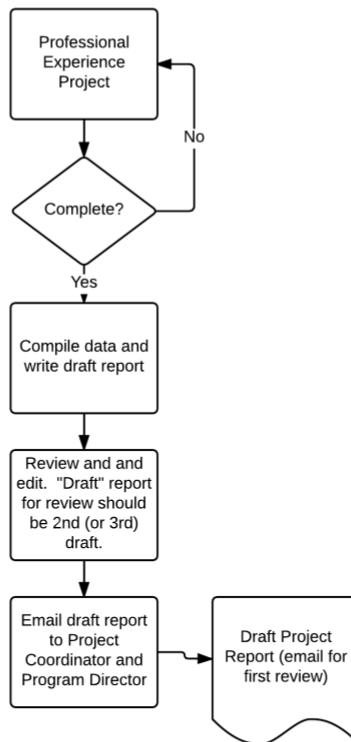 Professional
Experience
Project
No
Complete?
Yes
Compile data and
write draft report
Review and and
edit. "Draft" report
for review should
be 2nd (or 3rd)
draft.
Email draft report
to Project
Coordinator and
Program Director
Draft Project
Report (email for
first review)